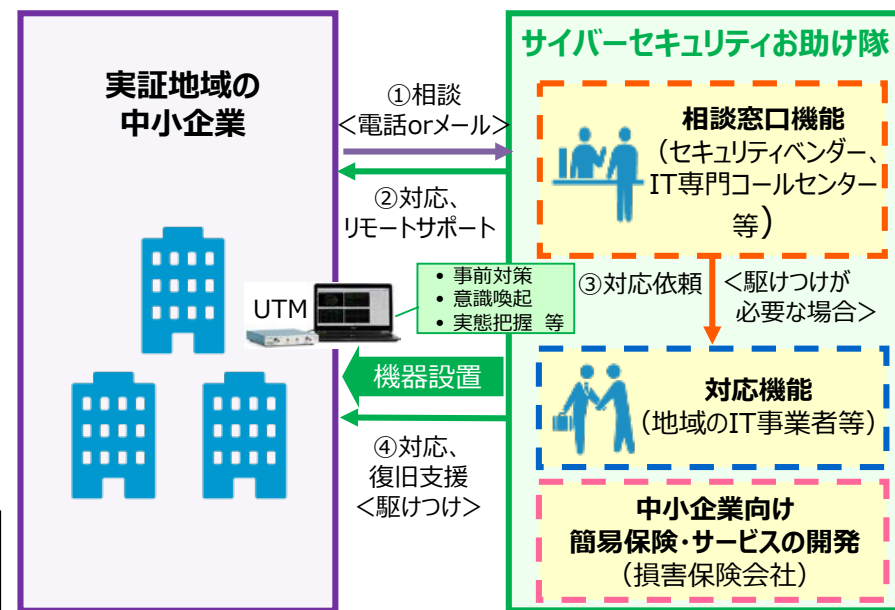 実証地域の
中小企業
①相談
<電話orメール>
②対応、
リモートサポート
UTM
• 事前対策
• 意識喚起
• 実態把握 等
機器設置
④対応、
復旧支援
<駆けつけ>
サイバーセキュリティお助け隊
相談窓口機能
（セキュリティベンダー、
IT専門コールセンター
等）
③対応依頼
<駆けつけが
必要な場合>
対応機能
（地域のIT事業者等）
中小企業向け
簡易保険・サービスの開発
（損害保険会社）